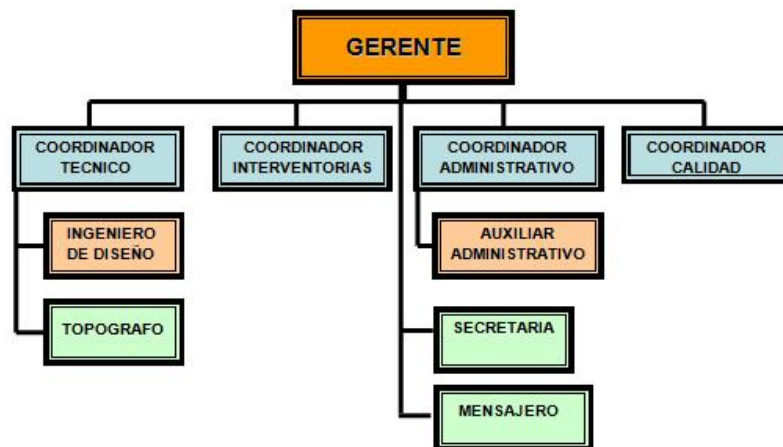 GERENTE
COORDINADOR
TECNICO
COORDINADOR
INTERVENTORIAS
COORDINADOR
ADMINISTRATIVO
COORDINADOR
CALIDAD
INGENIERO
DE DISEÑO
AUXILIAR
ADMINISTRATIVO
TOPOGRAFO
SECRETARIA
MENSAJERO